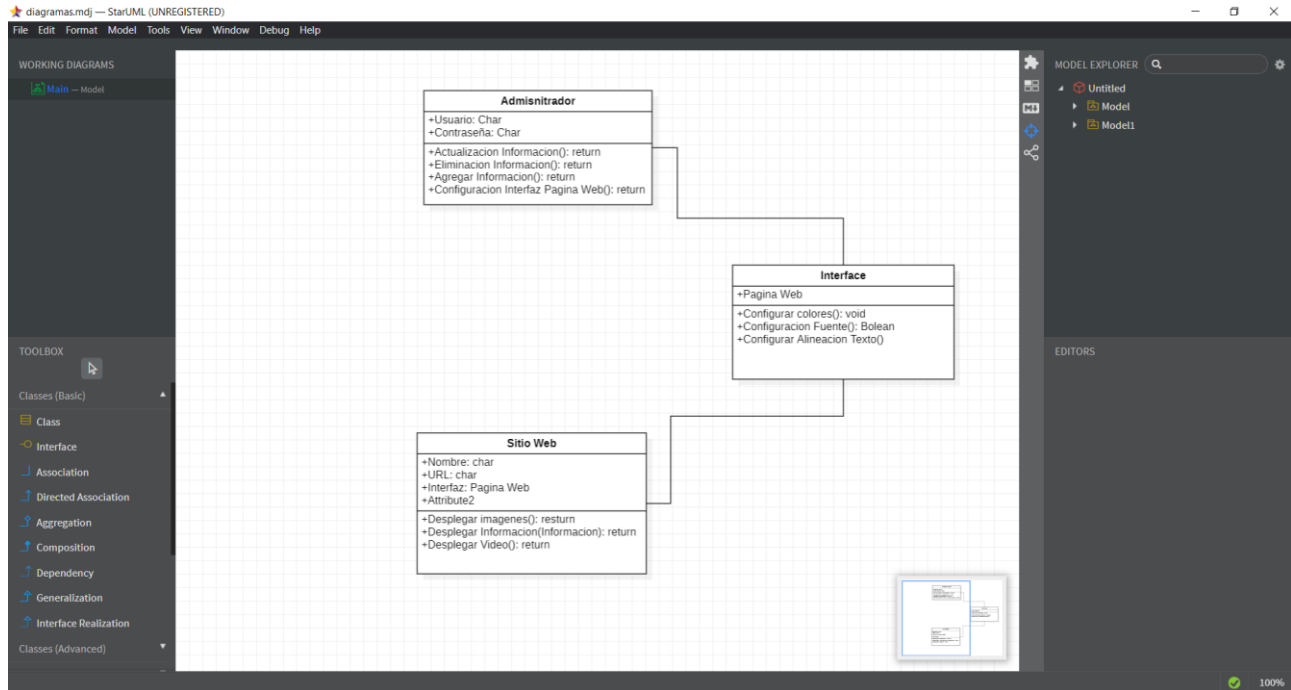 diagramas.mdj — StarUML (UNREGISTERED)
File Edit Format Model Tools View Window Debug Help
WORKING DIAGRAMS
Main — Model
TOOLBOX
Classes (Basic)
Class
Interface
Association
Directed Association
Aggregation
Composition
Dependency
Generalization
Interface Realization
Classes (Advanced)
Admisnitrador
+Usuario: Char
+Contraseña: Char
+Actualizacion Informacion(): return
+Eliminacion Informacion(): return
+Agregar Informacion(): return
+Configuracion Interfaz Pagina Web(): return
Interface
+Pagina Web
+Configurar colores(): void
+Configuracion Fuente(): Bolean
+Configurar Alineacion Texto()
Sitio Web
+Nombre: char
+URL: char
+Interfaz: Pagina Web
+Attribute2
+Desplegar imagenes(): resturn
+Desplegar Informacion(Informacion): return
+Desplegar Video(): return
MODEL EXPLORER
Untitled
Model
Model1
EDITORS
100%